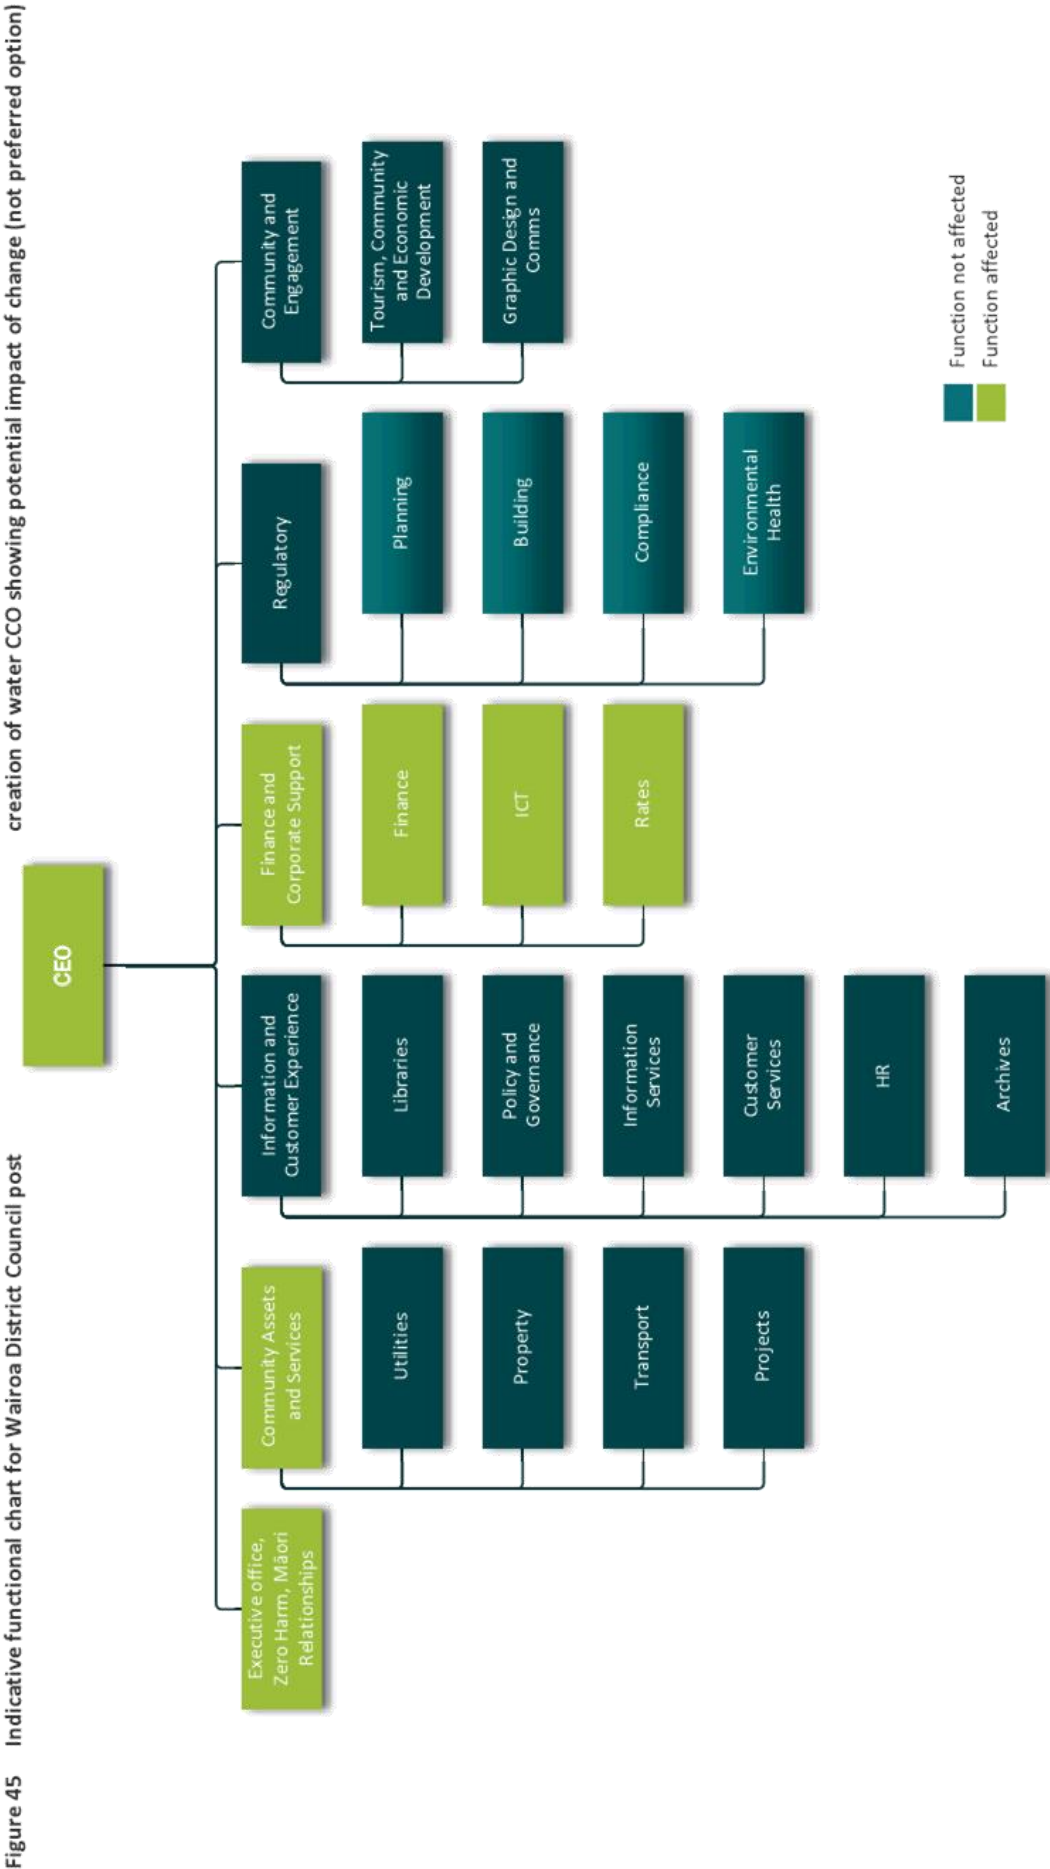 Figure 45 Indicative functional chart for Wairoa District Council post creation of water CCO showing potential impact of change (not preferred option)
CEO
Executive office,
Zero Harm, Māori
Relationships
Community Assets
and Services
Utilities
Property
Transport
Projects
Information and
Customer Experience
Libraries
Policy and
Governance
Information
Services
Customer
Services
HR
Archives
Finance and
Corporate Support
Finance
ICT
Rates
Regulatory
Planning
Building
Compliance
Environmental
Health
Community and
Engagement
Tourism, Community
and Economic
Development
Graphic Design and
Comms
Function not affected
Function affected